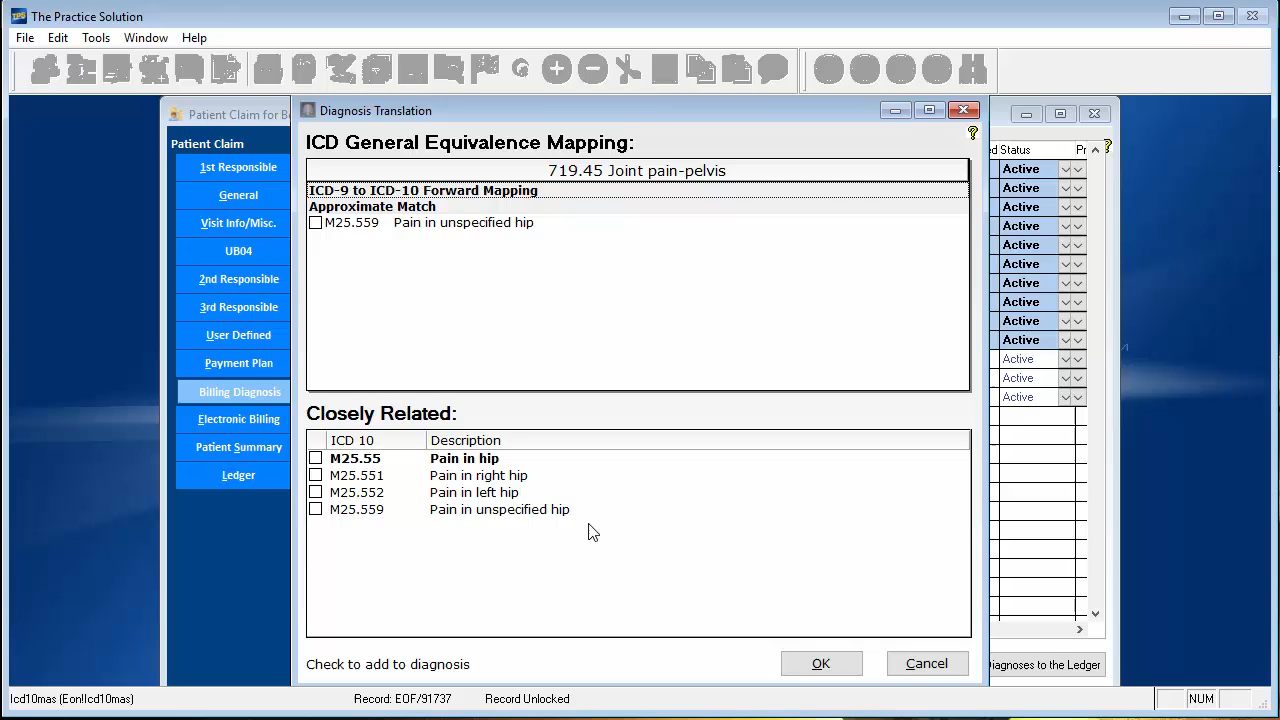 The Practice Solution
File Edit Tools Window Help
Patient Claim for Be
Diagnosis Translation
Patient Claim
1st Responsible
General
Visit Info/Misc.
UB04
2nd Responsible
3rd Responsible
User Defined
Payment Plan
Billing Diagnosis
Electronic Billing
Patient Summary
Ledger
ICD General Equivalence Mapping:
719.45 Joint pain-pelvis
ICD-9 to ICD-10 Forward Mapping
Approximate Match
M25.559 Pain in unspecified hip
Closely Related:
ICD 10 Description
M25.55 Pain in hip
M25.551 Pain in right hip
M25.552 Pain in left hip
M25.559 Pain in unspecified hip
Check to add to diagnosis
OK Cancel
ed Status Pr
Active
Active
Active
Active
Active
Active
Active
Active
Active
Active
Active
Active
Active
iagnoses to the Ledger
Icd10mas (Eon!Icd10mas) Record: EOF/91737 Record Unlocked NUM